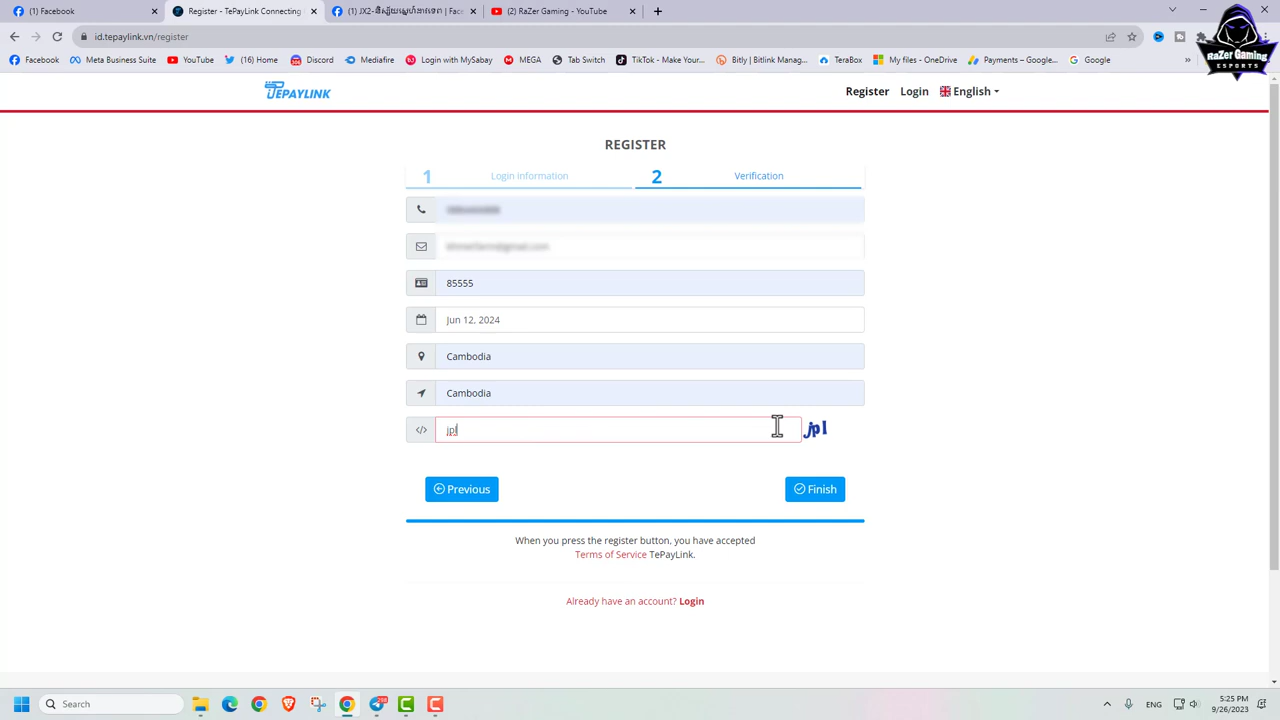 (1) Facebook
Register - TePayLink Connecting
(2) RaZer Gaming - YouTube
id.tepaylink.vn/register
Facebook
Meta Business Suite
YouTube
(16) Home
Discord
Medifire
Login with MySabay
MEGA
Tab Switch
TikTok - Make Your...
Bitly | Bitlink Manag...
TeraBox
My files - OneDrive
Payments – Google...
Google
»
RaZer Gaming
ESPORTS
TEPAYLINK
Register
Login
English
REGISTER
1 Login information
2 Verification
85555
Jun 12, 2024
Cambodia
Cambodia
</> jpl jpl
Previous
Finish
When you press the register button, you have accepted
Terms of Service TePayLink.
Already have an account? Login
Search
ENG
5:25 PM
9/26/2023